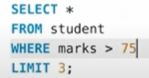 SELECT *
FROM student
WHERE marks > 75
LIMIT 3;